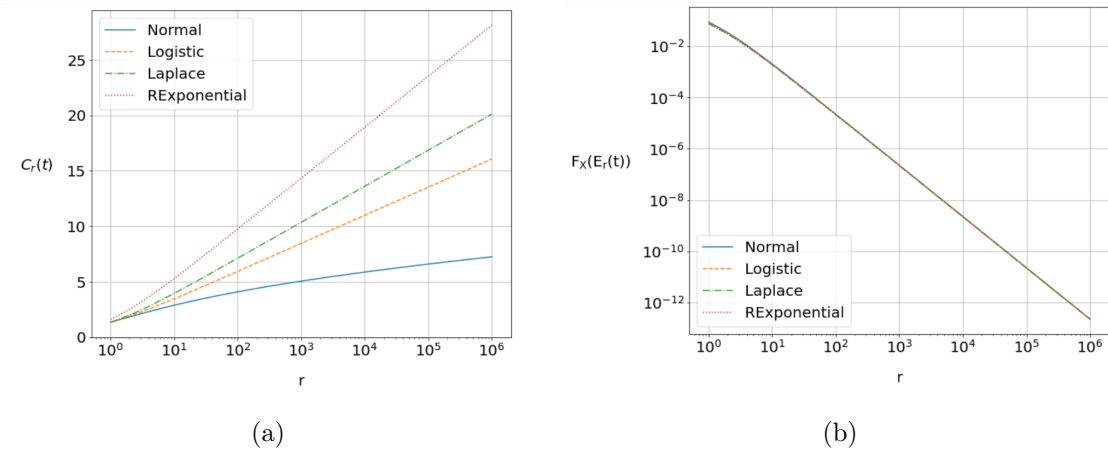 Normal
Logistic
Laplace
RExponential
25
20
15
10
5
0
C_r(t)
10^0 10^1 10^2 10^3 10^4 10^5 10^6
r
(a)
10^-2
10^-4
10^-6
10^-8
10^-10
10^-12
F_X(E_r(t))
Normal
Logistic
Laplace
RExponential
10^0 10^1 10^2 10^3 10^4 10^5 10^6
r
(b)